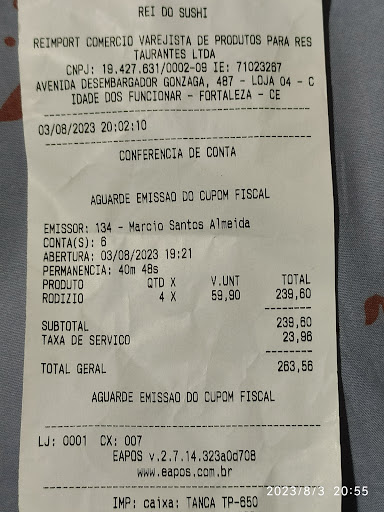 REI DO SUSHI
REIMPORT COMERCIO VAREJISTA DE PRODUTOS PARA RES
TAURANTES LTDA
CNPJ: 19.427.631/0002-09 IE: 71023267
AVENIDA DESEMBARGADOR GONZAGA, 487 - LOJA 04 - C
IDADE DOS FUNCIONAR - FORTALEZA - CE
03/08/2023 20:02:10
CONFERENCIA DE CONTA
AGUARDE EMISSAO DO CUPOM FISCAL
EMISSOR: 134 - Marcio Santos Almeida
CONTA(S): 6
ABERTURA: 03/08/2023 19:21
PERMANENCIA: 40m 48s
PRODUTO QTD X V.UNT TOTAL
RODIZIO 4 X 59,90 239,60
SUBTOTAL 239,60
TAXA DE SERVICO 23,96
TOTAL GERAL 263,56
AGUARDE EMISSAO DO CUPOM FISCAL
LJ: 0001 CX: 007
EAPOS v.2.7.14.323a0d708
www.eapos.com.br
2023/8/3 20:55
IMP: caixa: TANCA TP-650